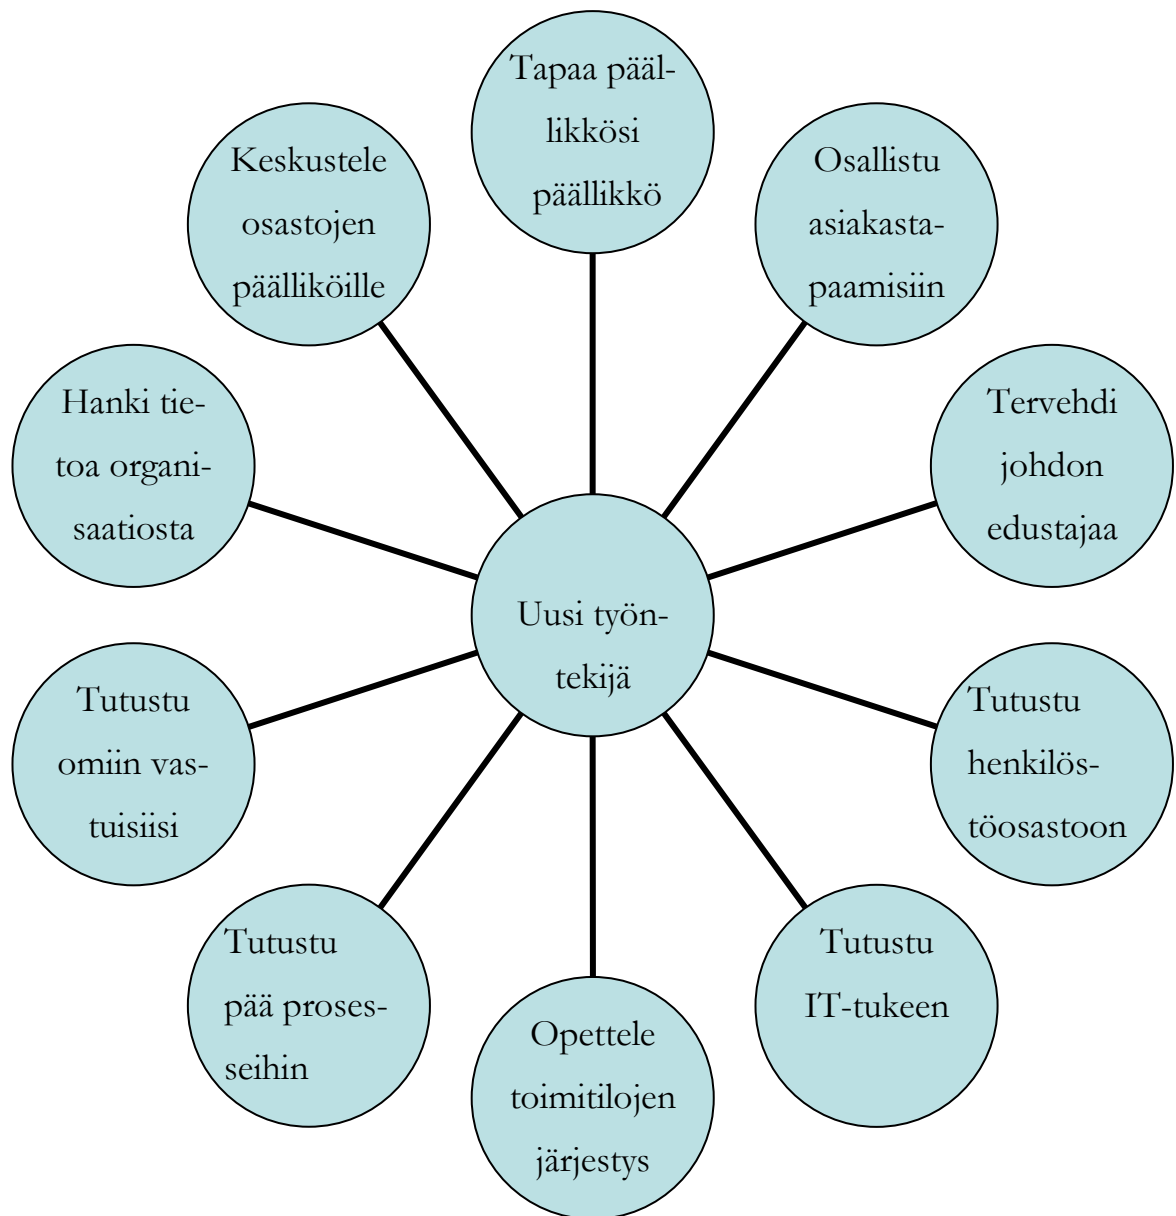 Tapaa pääl-
likkösi
päällikkö
Osallistu
asiakasta-
paamisiin
Tervehdi
johdon
edustajaa
Tutustu
henkilös-
töosastoon
Tutustu
IT-tukeen
Opettele
toimitilojen
järjestys
Tutustu
pää proses-
seihin
Tutustu
omiin vas-
tuisiisi
Hanki tie-
toa organi-
saatiosta
Keskustele
osastojen
päälliköille
Uusi työn-
tekijä